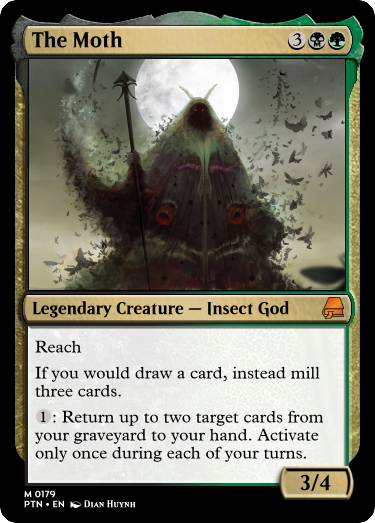 The Moth 3
Legendary Creature — Insect God
Reach
If you would draw a card, instead mill
three cards.
1: Return up to two target cards from
your graveyard to your hand. Activate
only once during each of your turns.
3/4
M 0179
PTN • EN Dian Huynh